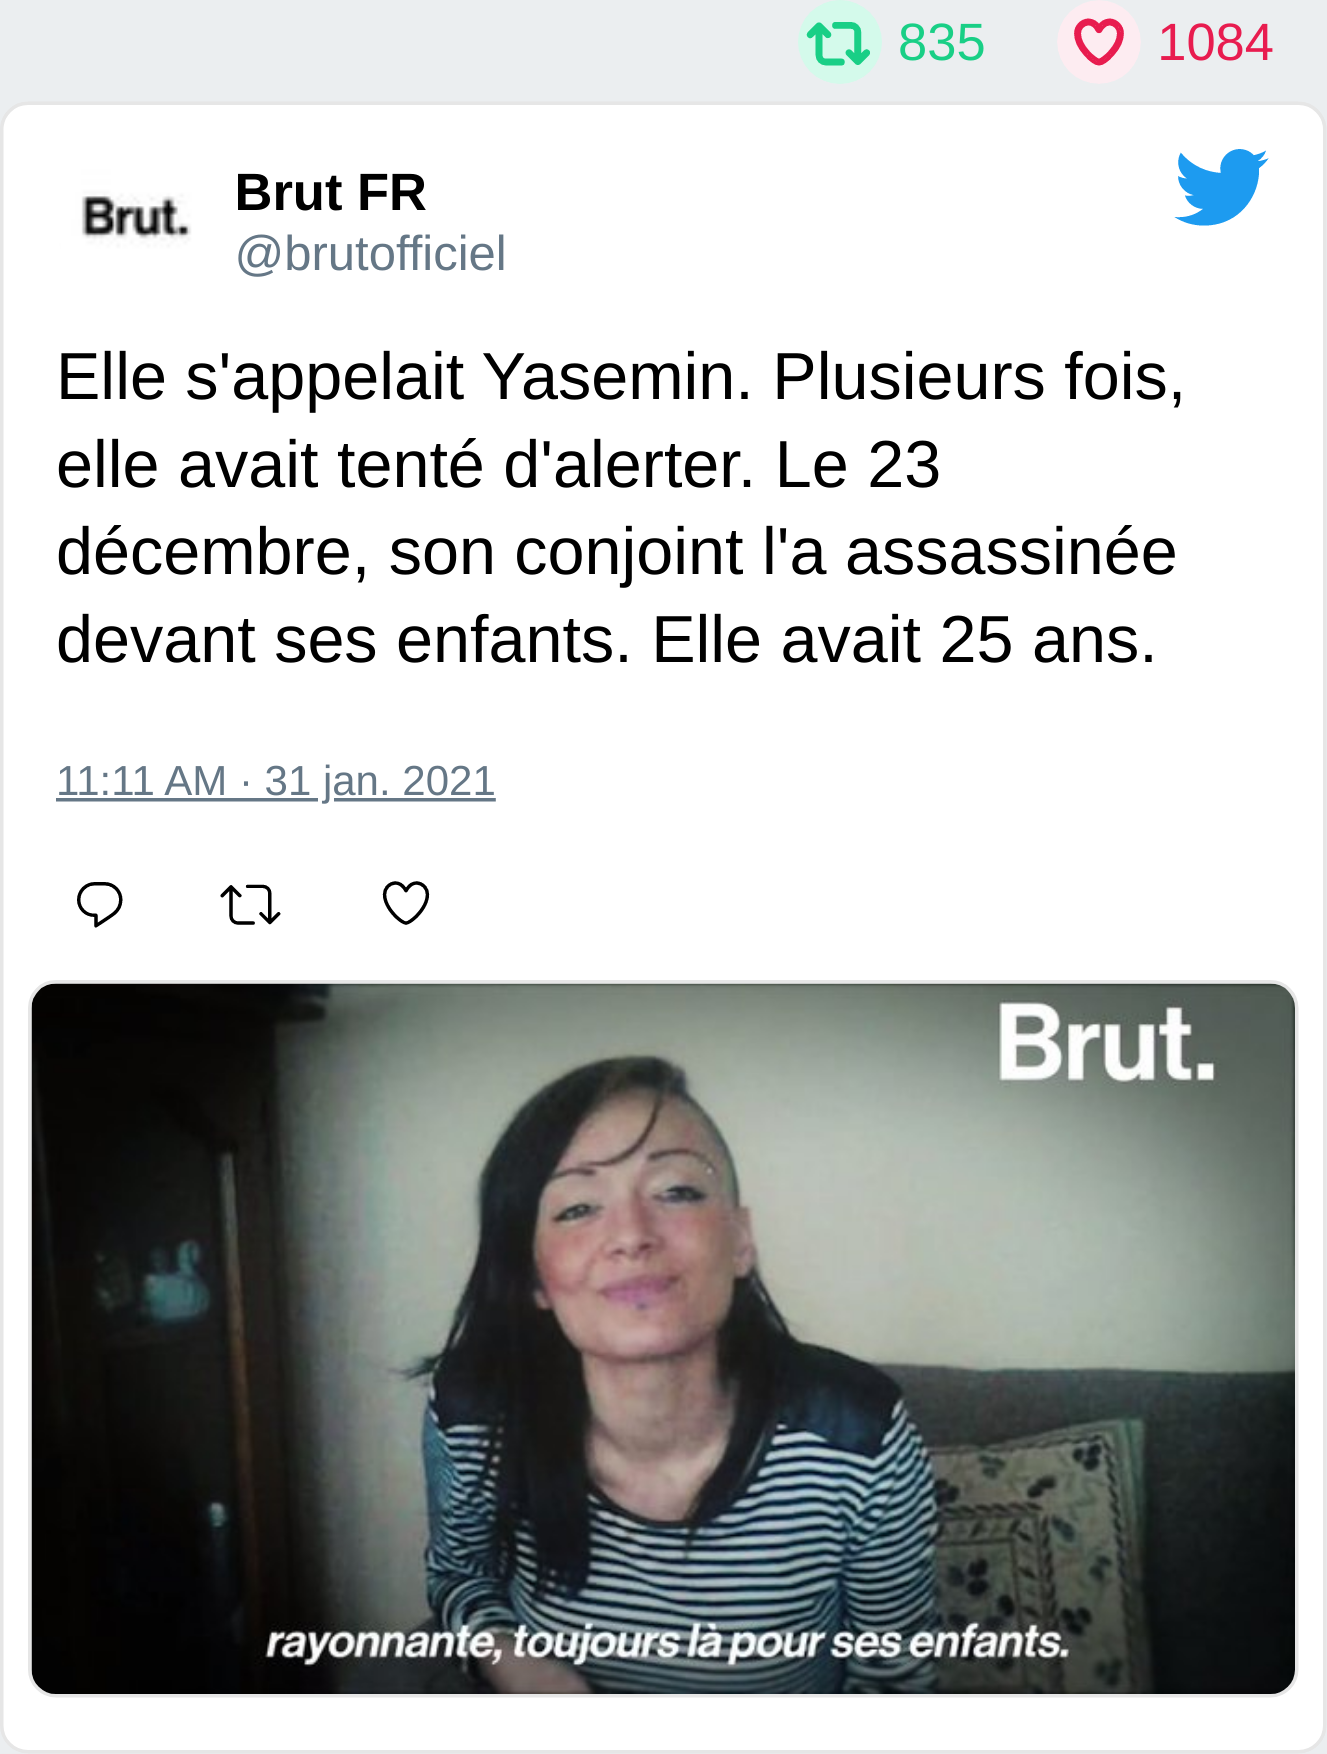 835 1084
Brut.
Brut FR
@brutofficiel
Elle s'appelait Yasemin. Plusieurs fois,
elle avait tenté d'alerter. Le 23
décembre, son conjoint l'a assassinée
devant ses enfants. Elle avait 25 ans.
11:11 AM · 31 jan. 2021
Brut.
rayonnante, toujours là pour ses enfants.